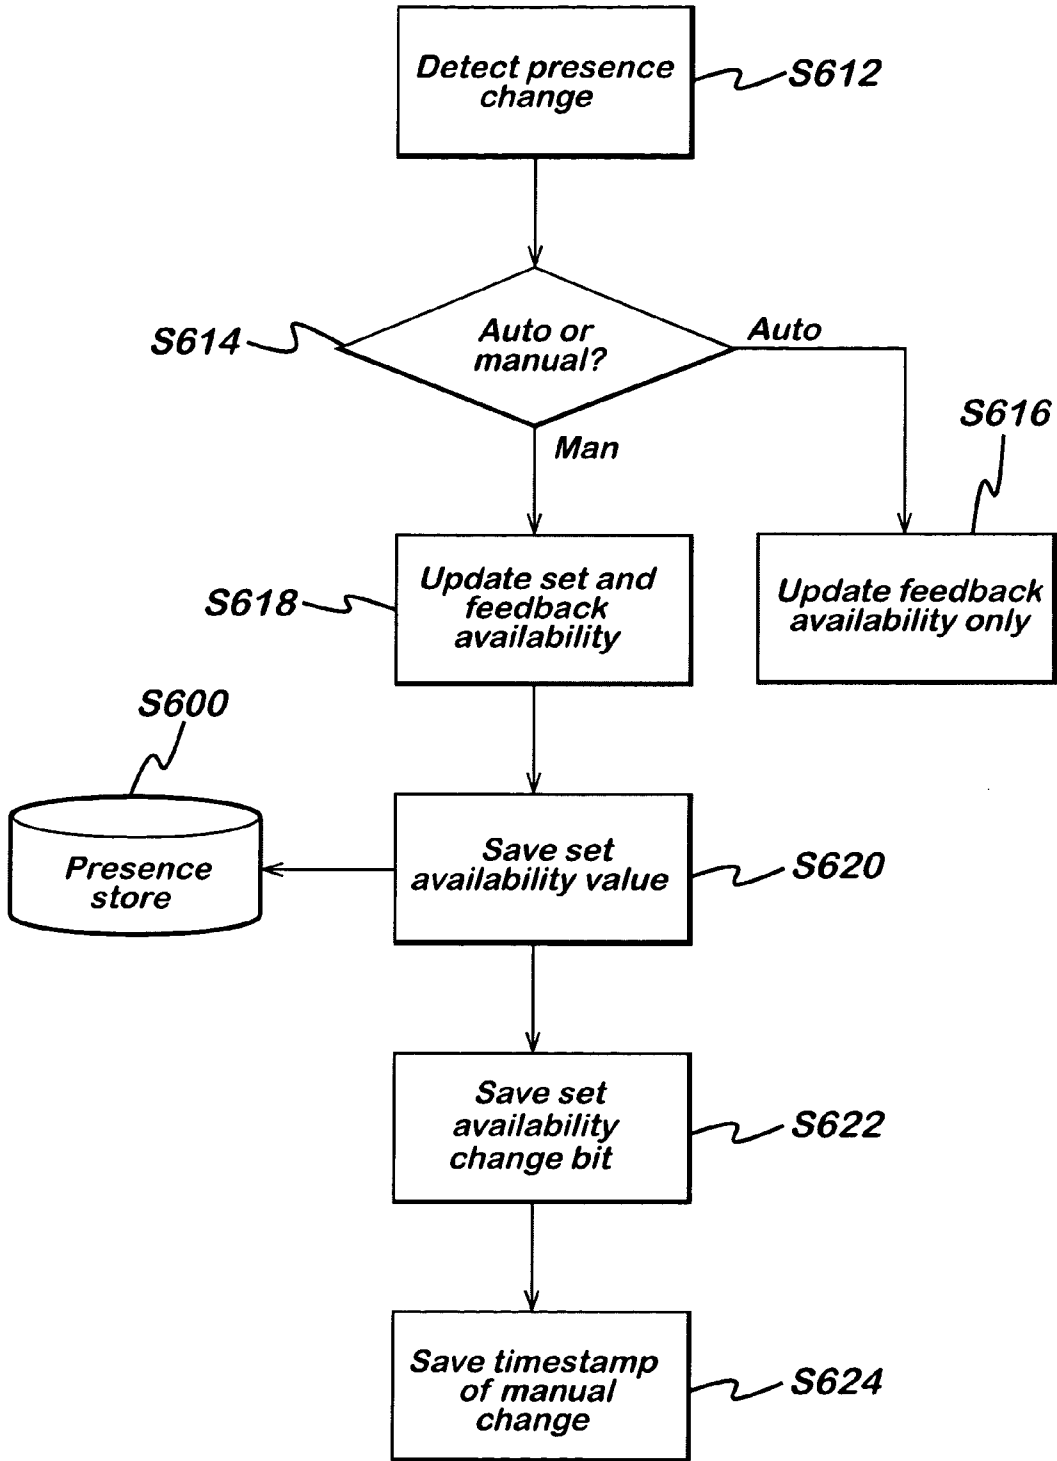 Detect presence
change
S612
S614
Auto or
manual?
Auto
Man
S616
S618
Update set and
feedback
availability
Update feedback
availability only
S600
Presence
store
Save set
availability value
S620
Save set
availability
change bit
S622
Save timestamp
of manual
change
S624